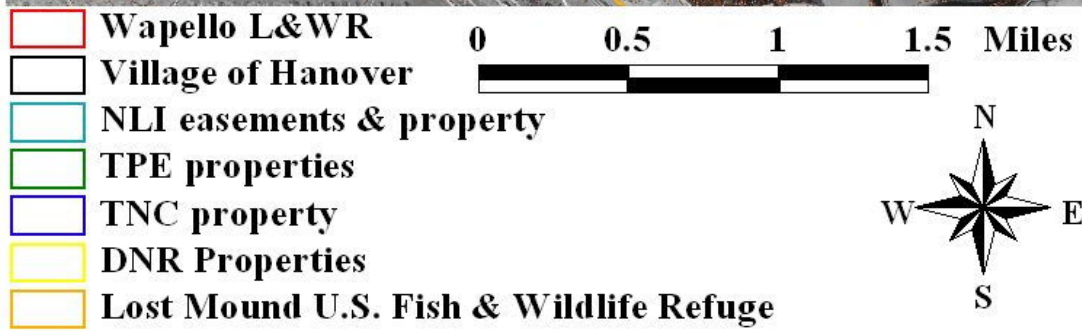 Wapello L&WR
Village of Hanover
NLI easements & property
TPE properties
TNC property
DNR Properties
Lost Mound U.S. Fish & Wildlife Refuge
0 0.5 1 1.5 Miles
N
W E
S